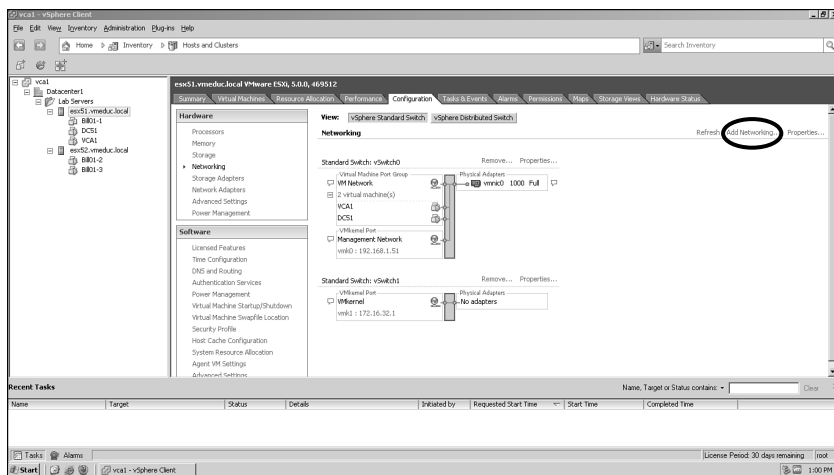 vca1 - vSphere Client
File Edit View Inventory Administration Plug-ins Help
Home Inventory Hosts and Clusters
Search Inventory
vca1
Datacenter1
Lab Servers
esx51.vmeduc.local
Bill01-1
DC51
VCA1
esx52.vmeduc.local
Bill01-2
Bill01-3
esx51.vmeduc.local VMware ESXi, 5.0.0, 469512
Summary Virtual Machines Resource Allocation Performance Configuration Tasks & Events Alarms Permissions Maps Storage Views Hardware Status
Hardware
Processors
Memory
Storage
Networking
Storage Adapters
Network Adapters
Advanced Settings
Power Management
Software
Licensed Features
Time Configuration
DNS and Routing
Authentication Services
Power Management
Virtual Machine Startup/Shutdown
Virtual Machine Swapfile Location
Security Profile
Host Cache Configuration
System Resource Allocation
Agent VM Settings
Advanced Settings
View: vSphere Standard Switch vSphere Distributed Switch
Networking
Refresh Add Networking... Properties...
Standard Switch: vSwitch0 Remove... Properties...
Virtual Machine Port Group
VM Network
2 virtual machine(s)
VCA1
DC51
Physical Adapters
vmnic0 1000 Full
VMkernel Port
Management Network
vmk0 : 192.168.1.51
Standard Switch: vSwitch1 Remove... Properties...
VMkernel Port
VMkernel
vmk1 : 172.16.32.1
Physical Adapters
No adapters
Recent Tasks
Name, Target or Status contains: Clear
Name Target Status Details Initiated by Requested Start Time Start Time Completed Time
Tasks Alarms
License Period: 30 days remaining root
Start vca1 - vSphere Client 1:00 PM